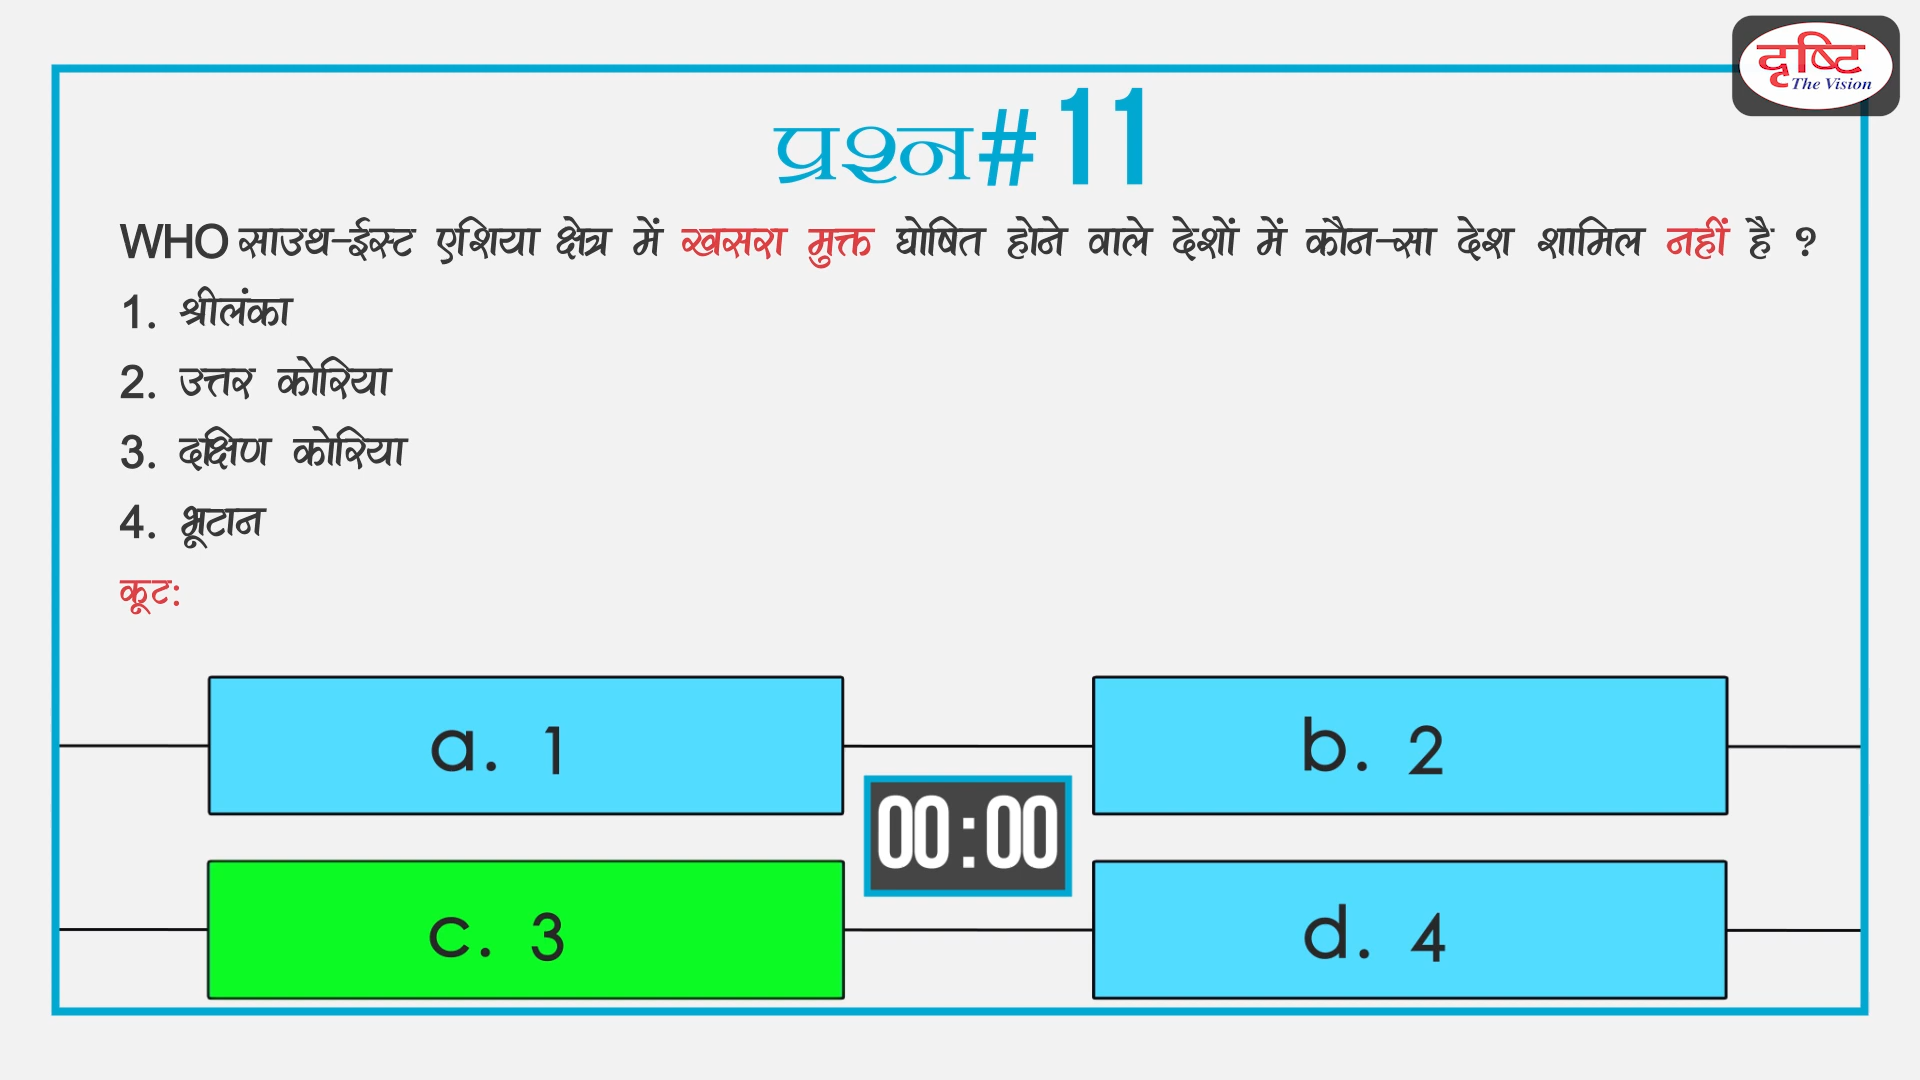 दृष्टि
The Vision
प्रश्न#11
WHO साउथ-ईस्ट एशिया क्षेत्र में खसरा मुक्त घोषित होने वाले देशों में कौन-सा देश शामिल नहीं है ?
1. श्रीलंका
2. उत्तर कोरिया
3. दक्षिण कोरिया
4. भूटान
कूट:
a. 1
b. 2
00:00
c. 3
d. 4